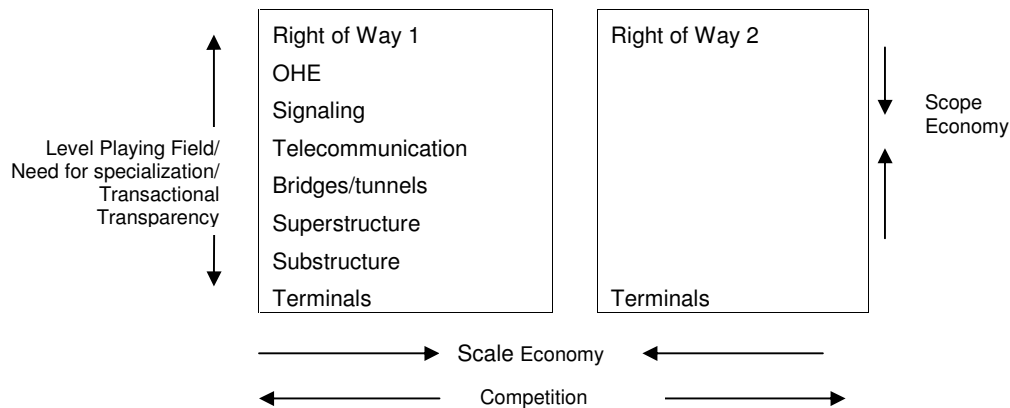 Right of Way 1
OHE
Signaling
Telecommunication
Bridges/tunnels
Superstructure
Substructure
Terminals
Right of Way 2
Terminals
Level Playing Field/
Need for specialization/
Transactional
Transparency
Scope
Economy
Scale Economy
Competition